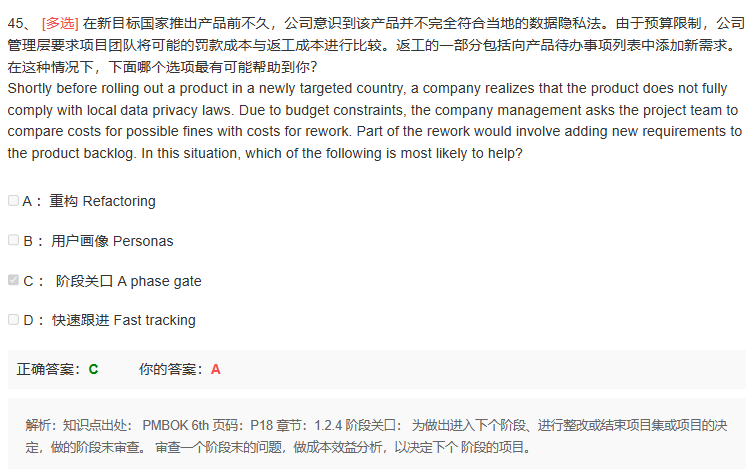 45、 [多选] 在新目标国家推出产品前不久，公司意识到该产品并不完全符合当地的数据隐私法。由于预算限制，公司
管理层要求项目团队将可能的罚款成本与返工成本进行比较。返工的一部分包括向产品待办事项列表中添加新需求。
在这种情况下，下面哪个选项最有可能帮助到你？
Shortly before rolling out a product in a newly targeted country, a company realizes that the product does not fully
comply with local data privacy laws. Due to budget constraints, the company management asks the project team to
compare costs for possible fines with costs for rework. Part of the rework would involve adding new requirements to
the product backlog. In this situation, which of the following is most likely to help?
A： 重构 Refactoring
B： 用户画像 Personas
C： 阶段关口 A phase gate
D： 快速跟进 Fast tracking
正确答案：C 你的答案：A
解析：知识点出处： PMBOK 6th 页码：P18 章节：1.2.4 阶段关口： 为做出进入下个阶段、进行整改或结束项目集或项目的决
定，做的阶段末审查。 审查一个阶段末的问题，做成本效益分析，以决定下个 阶段的项目。